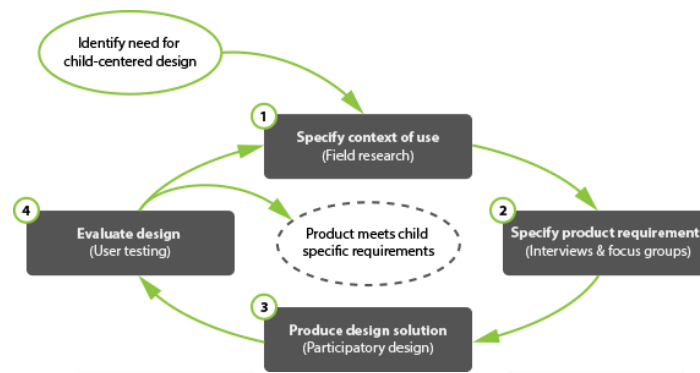 Identify need for
child-centered design
1
Specify context of use
(Field research)
4
Evaluate design
(User testing)
Product meets child
specific requirements
2
Specify product requirement
(Interviews & focus groups)
3
Produce design solution
(Participatory design)